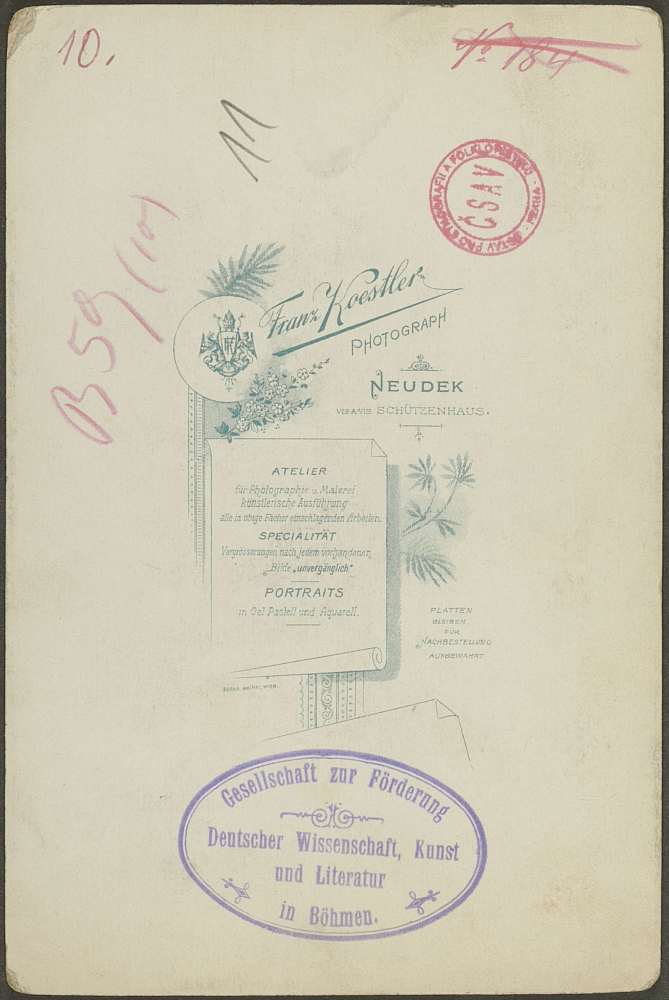 10.
No 184
11
B 59 (10)
ÚSTAV PRO ETNOGRAFII A FOLKLORISTIKU · PRAHA ·
ČSAV
Franz Koestler
PHOTOGRAPH
NEUDEK
VIS-A-VIS SCHÜTZENHAUS.
ATELIER
für Photographie u. Malerei
künstlerische Ausführung
alle in obige Fächer einschlagenden Arbeiten.
SPECIALITÄT
Vergrösserungen nach jedem vorhandenen
Bilde „unvergänglich"
PORTRAITS
in Oel Pastell und Aquarell.
PLATTEN
BLEIBEN
FÜR
NACHBESTELLUNG
AUFBEWAHRT
WIEN.
Gesellschaft zur Förderung
Deutscher Wissenschaft, Kunst
und Literatur
in Böhmen.